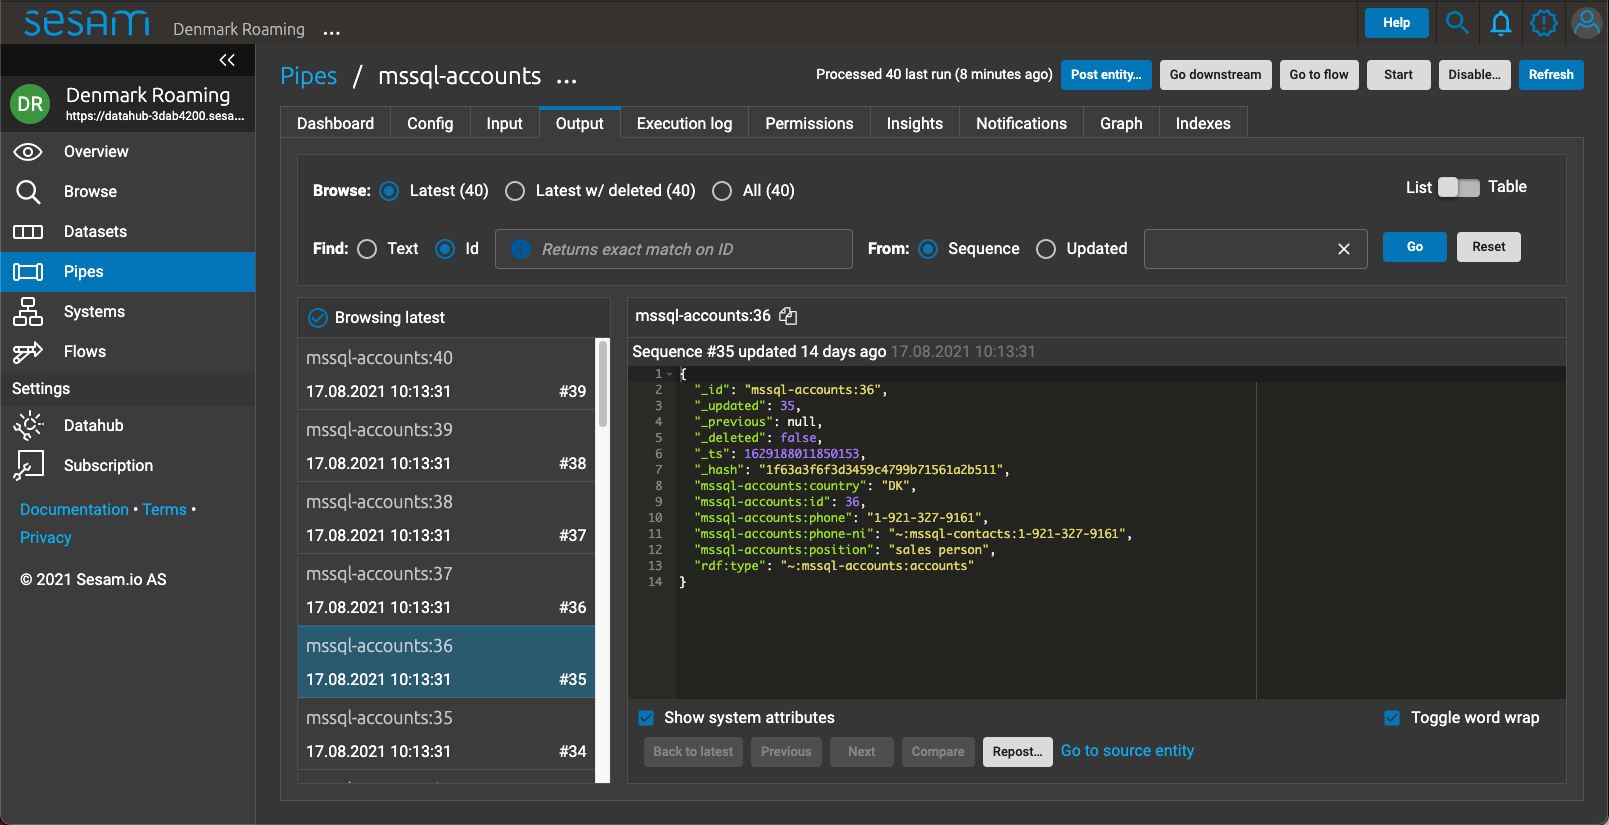 sesam Denmark Roaming ... Help
DR Denmark Roaming
https://datahub-3dab4200.sesa...
Overview
Browse
Datasets
Pipes
Systems
Flows
Settings
Datahub
Subscription
Documentation • Terms •
Privacy
© 2021 Sesam.io AS
Pipes / mssql-accounts ... Processed 40 last run (8 minutes ago) Post entity... Go downstream Go to flow Start Disable... Refresh
Dashboard Config Input Output Execution log Permissions Insights Notifications Graph Indexes
Browse: Latest (40) Latest w/ deleted (40) All (40) List Table
Find: Text Id Returns exact match on ID From: Sequence Updated Go Reset
Browsing latest
mssql-accounts:40
17.08.2021 10:13:31 #39
mssql-accounts:39
17.08.2021 10:13:31 #38
mssql-accounts:38
17.08.2021 10:13:31 #37
mssql-accounts:37
17.08.2021 10:13:31 #36
mssql-accounts:36
17.08.2021 10:13:31 #35
mssql-accounts:35
17.08.2021 10:13:31 #34
mssql-accounts:36
Sequence #35 updated 14 days ago 17.08.2021 10:13:31
1 {
2 "_id": "mssql-accounts:36",
3 "_updated": 35,
4 "_previous": null,
5 "_deleted": false,
6 "_ts": 1629188011850153,
7 "_hash": "1f63a3f6f3d3459c4799b71561a2b511",
8 "mssql-accounts:country": "DK",
9 "mssql-accounts:id": 36,
10 "mssql-accounts:phone": "1-921-327-9161",
11 "mssql-accounts:phone-ni": "~:mssql-contacts:1-921-327-9161",
12 "mssql-accounts:position": "sales person",
13 "rdf:type": "~:mssql-accounts:accounts"
14 }
Show system attributes Toggle word wrap
Back to latest Previous Next Compare Repost... Go to source entity